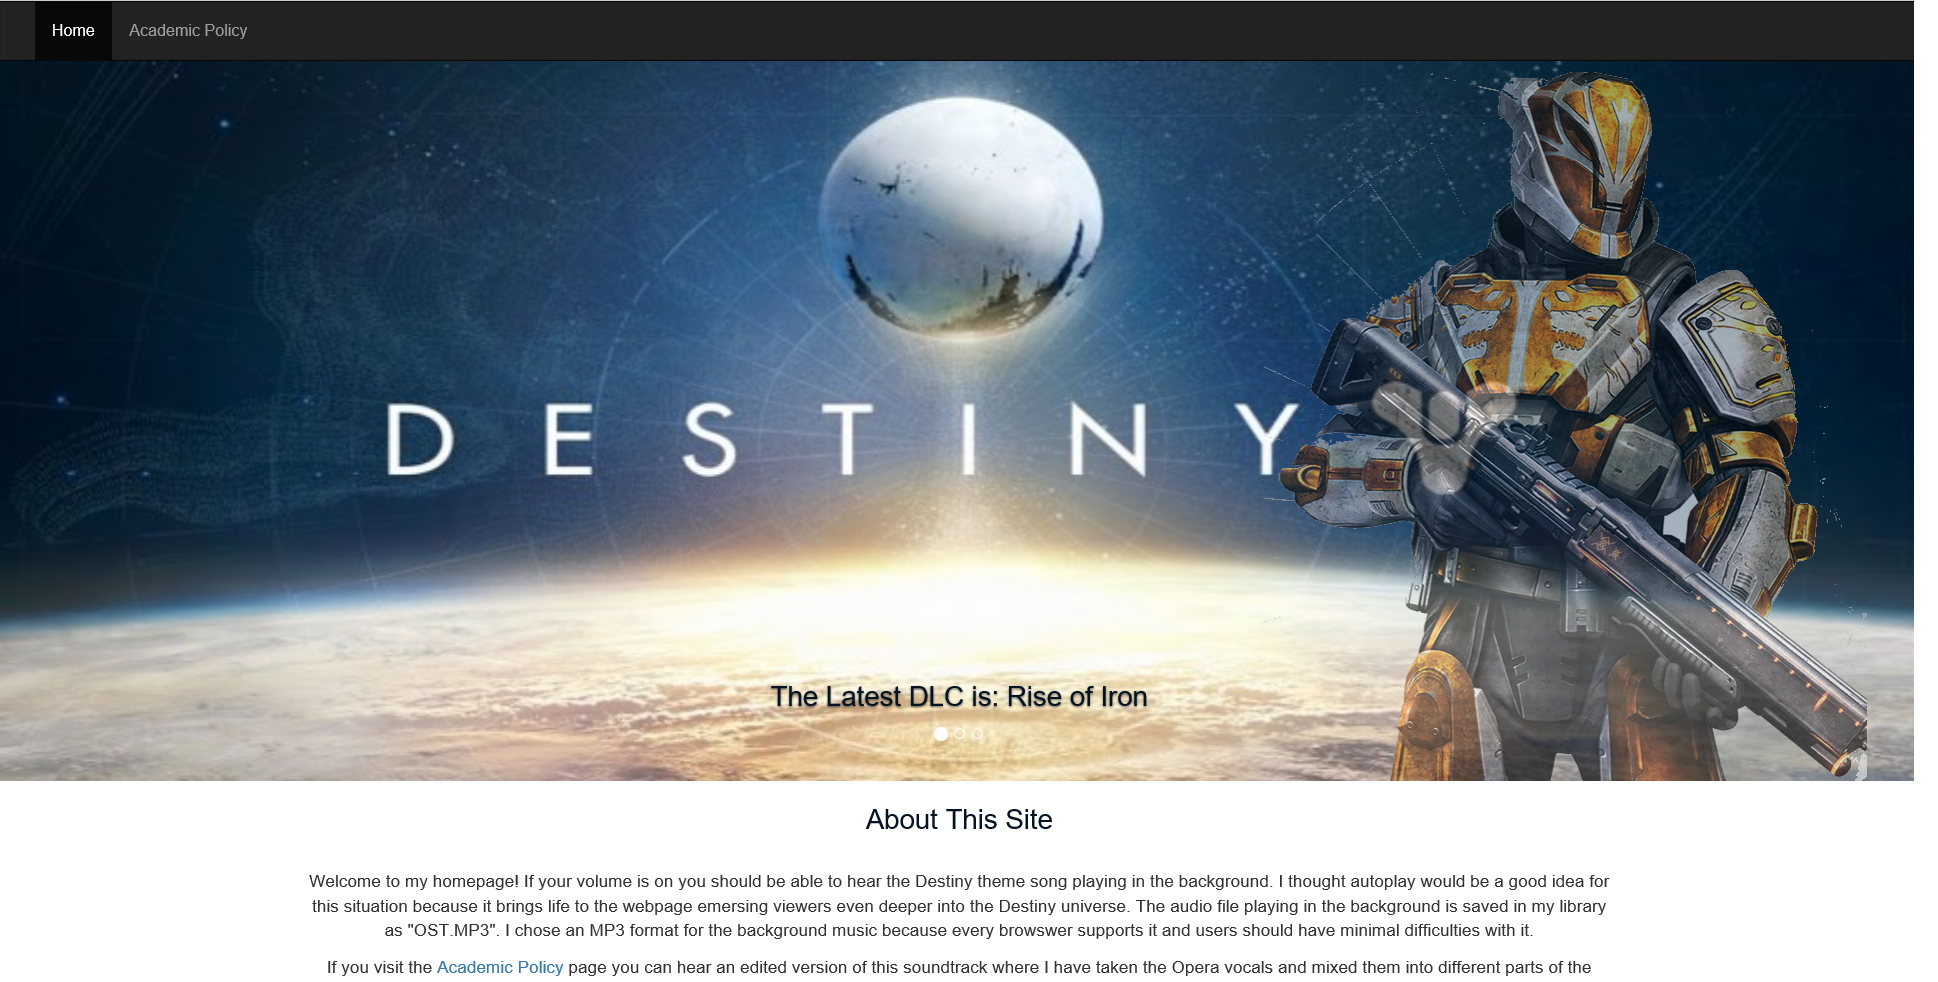 Home Academic Policy
DESTINY
The Latest DLC is: Rise of Iron
About This Site
Welcome to my homepage! If your volume is on you should be able to hear the Destiny theme song playing in the background. I thought autoplay would be a good idea for
this situation because it brings life to the webpage emersing viewers even deeper into the Destiny universe. The audio file playing in the background is saved in my library
as "OST.MP3". I chose an MP3 format for the background music because every browswer supports it and users should have minimal difficulties with it.
If you visit the Academic Policy page you can hear an edited version of this soundtrack where I have taken the Opera vocals and mixed them into different parts of the